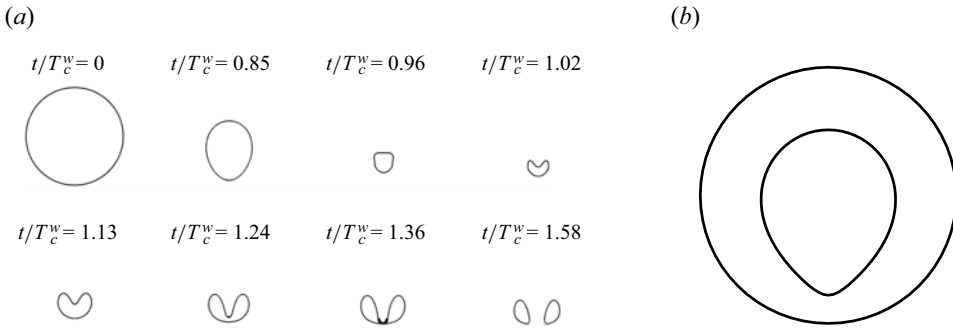 (a) (b)
t/T_c^w = 0 t/T_c^w = 0.85 t/T_c^w = 0.96 t/T_c^w = 1.02
t/T_c^w = 1.13 t/T_c^w = 1.24 t/T_c^w = 1.36 t/T_c^w = 1.58